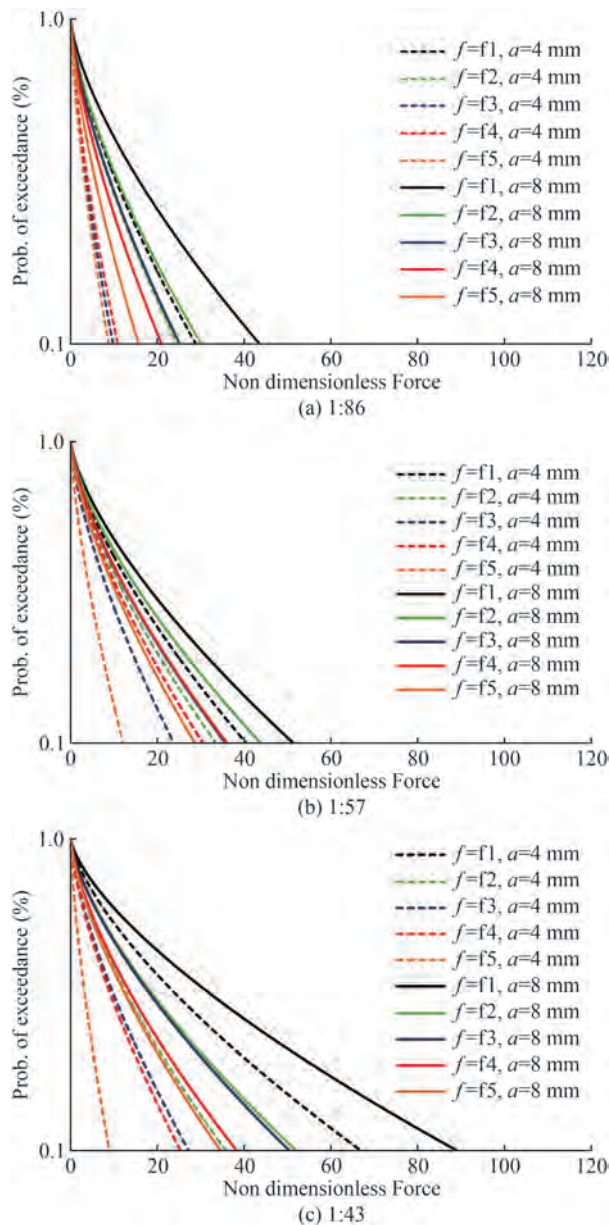 1.0
Prob. of exceedance (%)
0.1
f=f1, a=4 mm
f=f2, a=4 mm
f=f3, a=4 mm
f=f4, a=4 mm
f=f5, a=4 mm
f=f1, a=8 mm
f=f2, a=8 mm
f=f3, a=8 mm
f=f4, a=8 mm
f=f5, a=8 mm
0 20 40 60 80 100 120
Non dimensionless Force
(a) 1:86
1.0
Prob. of exceedance (%)
0.1
f=f1, a=4 mm
f=f2, a=4 mm
f=f3, a=4 mm
f=f4, a=4 mm
f=f5, a=4 mm
f=f1, a=8 mm
f=f2, a=8 mm
f=f3, a=8 mm
f=f4, a=8 mm
f=f5, a=8 mm
0 20 40 60 80 100 120
Non dimensionless Force
(b) 1:57
1.0
Prob. of exceedance (%)
0.1
f=f1, a=4 mm
f=f2, a=4 mm
f=f3, a=4 mm
f=f4, a=4 mm
f=f5, a=4 mm
f=f1, a=8 mm
f=f2, a=8 mm
f=f3, a=8 mm
f=f4, a=8 mm
f=f5, a=8 mm
0 20 40 60 80 100 120
Non dimensionless Force
(c) 1:43